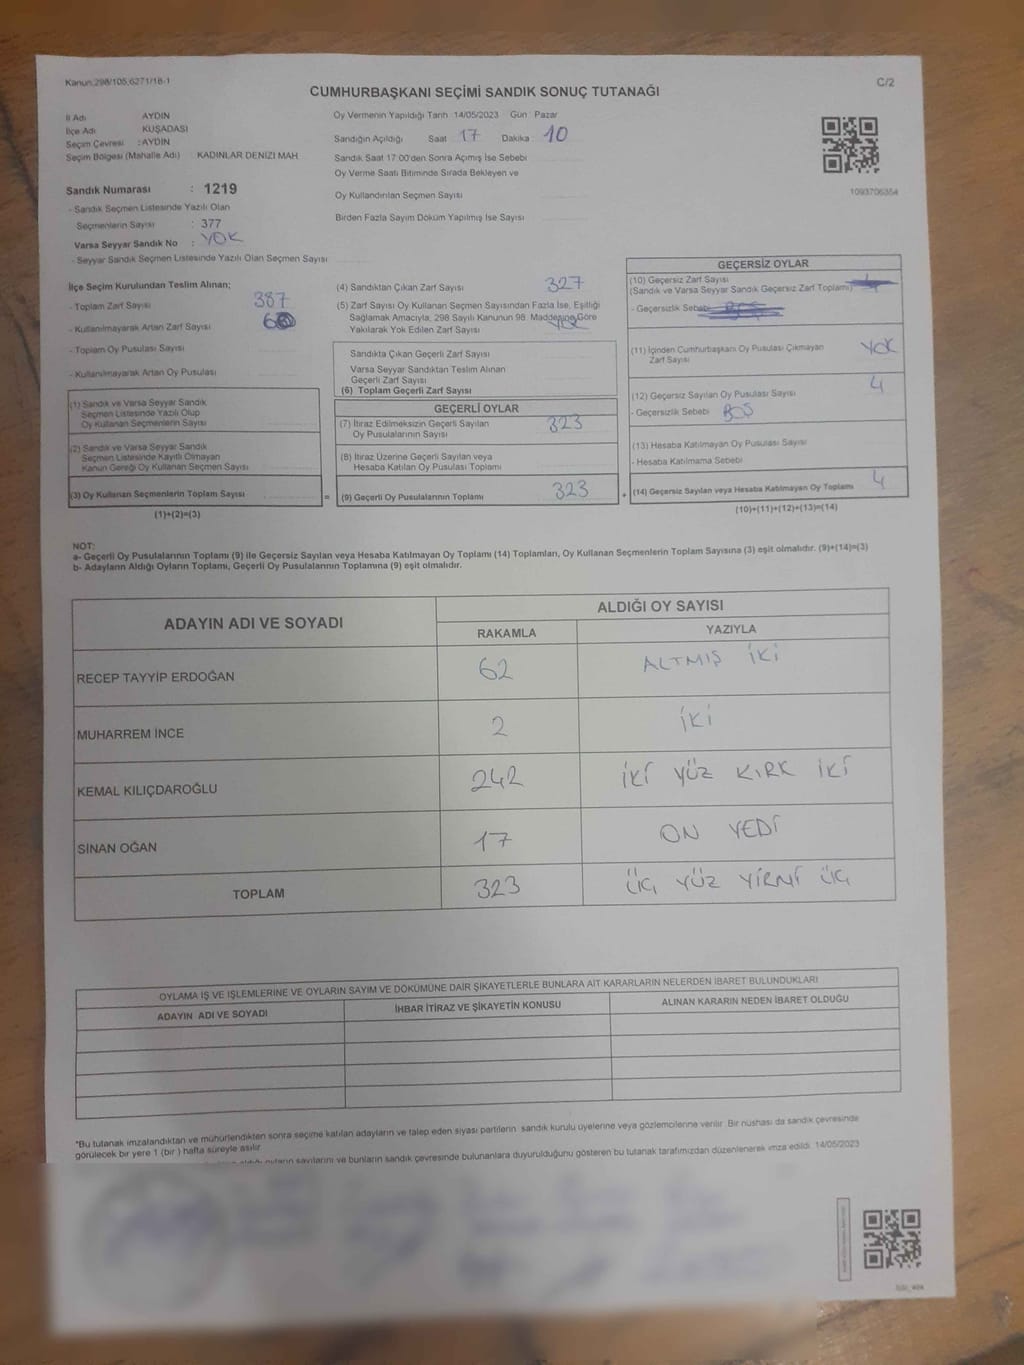 Kanun:298/105,6271/16-1
C/2
CUMHURBAŞKANI SEÇİMİ SANDIK SONUÇ TUTANAĞI
İl Adı AYDIN
İlçe Adı KUŞADASI
Seçim Çevresi : AYDIN
Seçim Bölgesi (Mahalle Adı) : KADINLAR DENİZİ MAH
Sandık Numarası : 1219
- Sandık Seçmen Listesinde Yazılı Olan
Seçmenlerin Sayısı : 377
Varsa Seyyar Sandık No : YOK
- Seyyar Sandık Seçmen Listesinde Yazılı Olan Seçmen Sayısı
Oy Vermenin Yapıldığı Tarih 14/05/2023 Gün : Pazar
Sandığın Açıldığı Saat 17 Dakika 10
Sandık Saat 17:00'den Sonra Açımış İse Sebebi
Oy Verme Saati Bitiminde Sırada Bekleyen ve
Oy Kullandırılan Seçmen Sayısı
Birden Fazla Sayım Döküm Yapılmış İse Sayısı
1093706354
İlçe Seçim Kurulundan Teslim Alınan;
- Toplam Zarf Sayısı 387
- Kullanılmayarak Artan Zarf Sayısı
- Toplam Oy Pusulası Sayısı
- Kullanılmayarak Artan Oy Pusulası
(1) Sandık ve Varsa Seyyar Sandık
Seçmen Listesinde Yazılı Olup
Oy Kullanan Seçmenlerin Sayısı
(2) Sandık ve Varsa Seyyar Sandık
Seçmen Listesinde Kayıtlı Olmayan
Kanun Gereği Oy Kullanan Seçmen Sayısı
(3) Oy Kullanan Seçmenlerin Toplam Sayısı
(1)+(2)=(3)
=
(4) Sandıktan Çıkan Zarf Sayısı 327
(5) Zarf Sayısı Oy Kullanan Seçmen Sayısından Fazla İse, Eşitliği
Sağlamak Amacıyla; 298 Sayılı Kanunun 98. Maddesine Göre
Yakılarak Yok Edilen Zarf Sayısı YOK
Sandıkta Çıkan Geçerli Zarf Sayısı
Varsa Seyyar Sandıktan Teslim Alınan
Geçerli Zarf Sayısı
(6) Toplam Geçerli Zarf Sayısı
GEÇERLİ OYLAR
(7) İtiraz Edilmeksizin Geçerli Sayılan
Oy Pusulalarının Sayısı 323
(8) İtiraz Üzerine Geçerli Sayılan veya
Hesaba Katılan Oy Pusulası Toplamı
(9) Geçerli Oy Pusulalarının Toplamı 323
+
GEÇERSİZ OYLAR
(10) Geçersiz Zarf Sayısı
(Sandık ve Varsa Seyyar Sandık Geçersiz Zarf Toplamı)
- Geçersizlik Sebebi
(11) İçinden Cumhurbaşkanı Oy Pusulası Çıkmayan
Zarf Sayısı YOK
(12) Geçersiz Sayılan Oy Pusulası Sayısı 4
- Geçersizlik Sebebi BOŞ
(13) Hesaba Katılmayan Oy Pusulası Sayısı
- Hesaba Katılmama Sebebi
(14) Geçersiz Sayılan veya Hesaba Katılmayan Oy Toplamı 4
(10)+(11)+(12)+(13)=(14)
NOT:
a- Geçerli Oy Pusulalarının Toplamı (9) ile Geçersiz Sayılan veya Hesaba Katılmayan Oy Toplamı (14) Toplamları, Oy Kullanan Seçmenlerin Toplam Sayısına (3) eşit olmalıdır. (9)+(14)=(3)
b- Adayların Aldığı Oyların Toplamı, Geçerli Oy Pusulalarının Toplamına (9) eşit olmalıdır.
ADAYIN ADI VE SOYADI
ALDIĞI OY SAYISI
RAKAMLA YAZIYLA
RECEP TAYYİP ERDOĞAN 62 ALTMIŞ İKİ
MUHARREM İNCE 2 İKİ
KEMAL KILIÇDAROĞLU 242 İKİ YÜZ KIRK İKİ
SİNAN OĞAN 17 ON YEDİ
TOPLAM 323 ÜÇ YÜZ YİRMİ ÜÇ
OYLAMA İŞ VE İŞLEMLERİNE VE OYLARIN SAYIM VE DÖKÜMÜNE DAİR ŞİKAYETLERLE BUNLARA AİT KARARLARIN NELERDEN İBARET BULUNDUKLARI
ADAYIN ADI VE SOYADI İHBAR İTİRAZ VE ŞİKAYETİN KONUSU ALINAN KARARIN NEDEN İBARET OLDUĞU
*Bu tutanak imzalandıktan ve mühürlendikten sonra seçime katılan adayların ve talep eden siyasi partilerin sandık kurulu üyelerine veya gözlemcilerine verilir. Bir nüshası da sandık çevresinde
görülecek bir yere 1 (bir ) hafta süreyle asılır.
oyların sayılarını ve bunların sandık çevresinde bulunanlara duyurulduğunu gösteren bu tutanak tarafımızdan düzenlenerek imza edildi. 14/05/2023